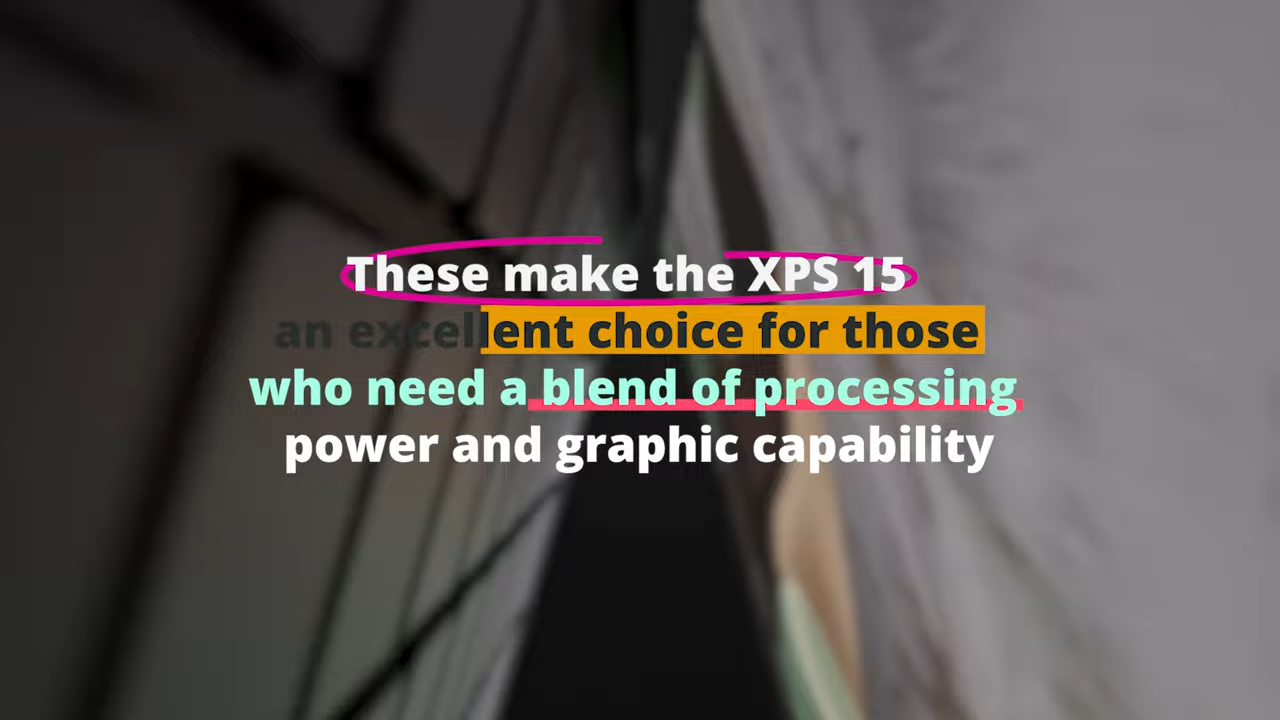 These make the XPS 15
an excellent choice for those
who need a blend of processing
power and graphic capability